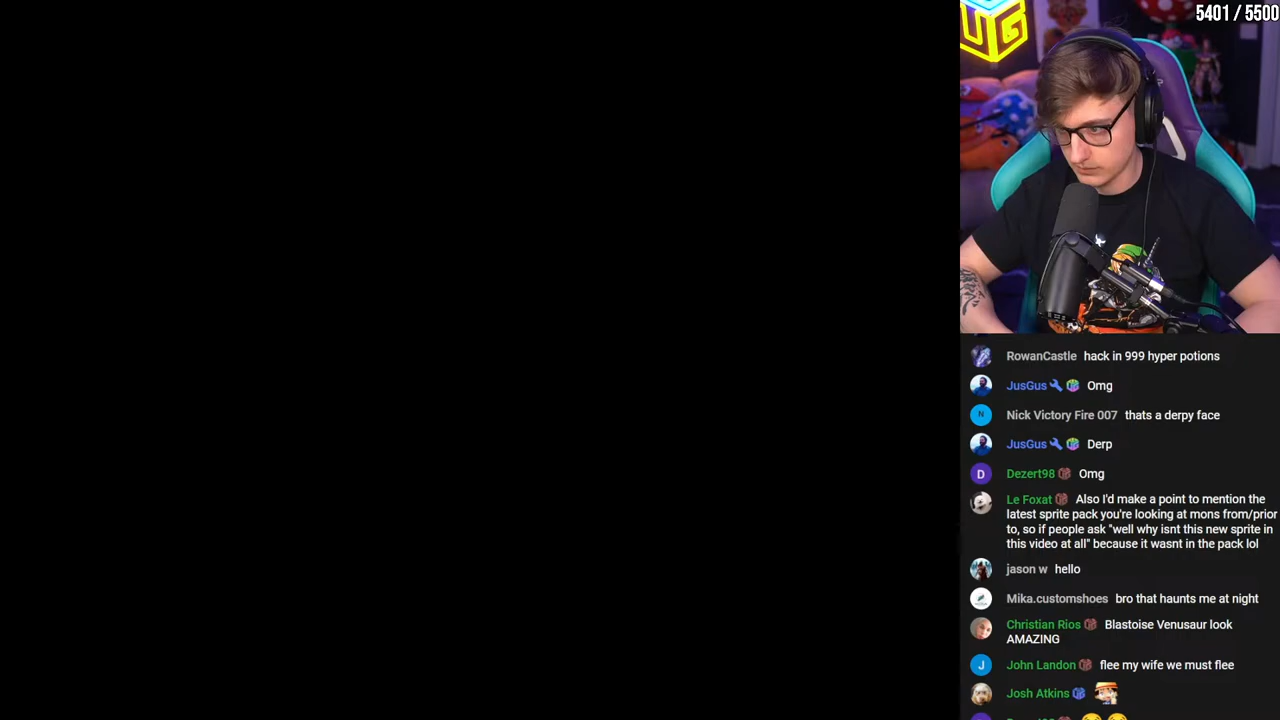 5401 / 5500
UG
RowanCastle hack in 999 hyper potions
JusGus Omg
N Nick Victory Fire 007 thats a derpy face
JusGus Derp
D Dezert98 Omg
Le Foxat Also I'd make a point to mention the
latest sprite pack you're looking at mons from/prior
to, so if people ask "well why isnt this new sprite in
this video at all" because it wasnt in the pack lol
jason w hello
Mika.customshoes bro that haunts me at night
Christian Rios Blastoise Venusaur look
AMAZING
J John Landon flee my wife we must flee
Josh Atkins